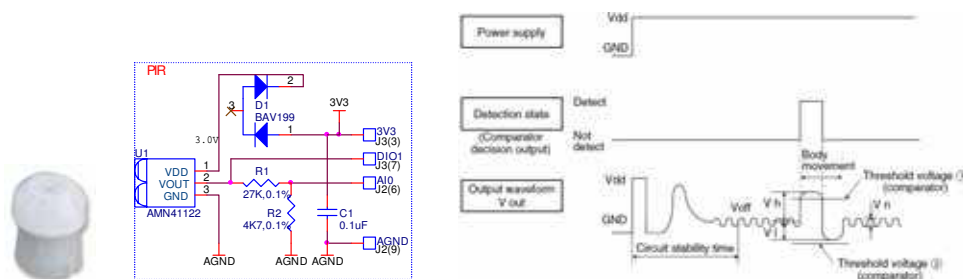 PIR
2
3
D1
BAV199
1
3V3
3V3
J3(3)
3.0V
U1
VDD
VOUT
GND
1
2
3
AMN41122
DIO1
J3(7)
R1
27K,0.1%
AI0
J2(6)
R2
4K7,0.1%
C1
0.1uF
AGND
J2(9)
AGND
AGND
AGND
Power supply
Vdd
GND
Detection stata
(Comparator
decision output)
Detect
Not
detect
Body
movement
Output waveform
V out
Vdd
GND
Voff
V h
V l
V n
Threshold voltage ①
(comparator)
Circuit stability time
Threshold voltage ②
(comparator)